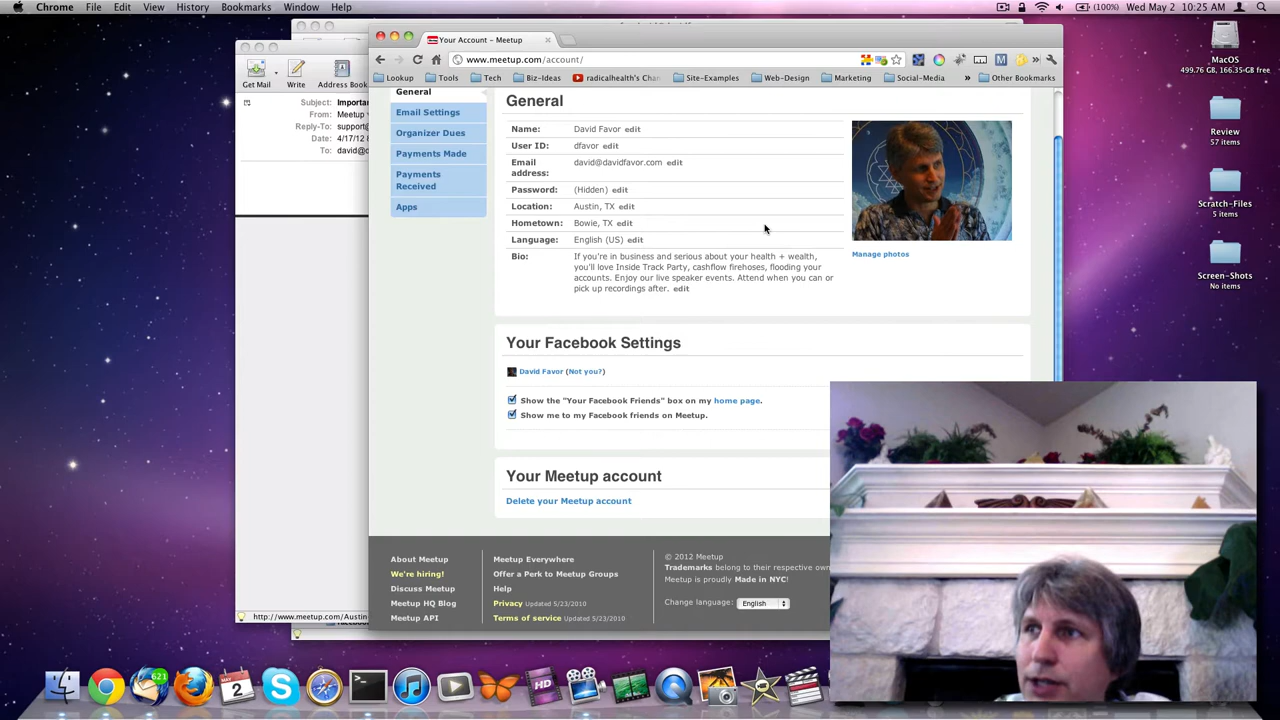 Chrome File Edit View History Bookmarks Window Help
(100%) Wed May 2 10:25 AM
Your Account – Meetup
www.meetup.com/account/
Lookup Tools Tech Biz-Ideas radicalhealth's Chan Site-Examples Web-Design Marketing Social-Media » Other Bookmarks
Get Mail Write Address Book
Subject: Importan
From: Meetup
Reply-To: support@
Date: 4/17/12
To: david@d
General
Email Settings
Organizer Dues
Payments Made
Payments
Received
Apps
General
Name: David Favor edit
User ID: dfavor edit
Email address: david@davidfavor.com edit
Password: (Hidden) edit
Location: Austin, TX edit
Hometown: Bowie, TX edit
Language: English (US) edit
Bio: If you're in business and serious about your health + wealth,
you'll love Inside Track Party, cashflow firehoses, flooding your
accounts. Enjoy our live speaker events. Attend when you can or
pick up recordings after. edit
Manage photos
Your Facebook Settings
David Favor (Not you?)
Show the "Your Facebook Friends" box on my home page.
Show me to my Facebook friends on Meetup.
Your Meetup account
Delete your Meetup account
About Meetup
We're hiring!
Discuss Meetup
Meetup HQ Blog
Meetup API
Meetup Everywhere
Offer a Perk to Meetup Groups
Help
Privacy Updated 5/23/2010
Terms of service Updated 5/23/2010
© 2012 Meetup
Trademarks belong to their respective own
Meetup is proudly Made in NYC!
Change language: English
http://www.meetup.com/Austin
MacOS
499.76 GB, 166.35 GB free
Review
57 items
Scratch-Files
5 items
Screen-Shots
No items
621
MAY
2
HD